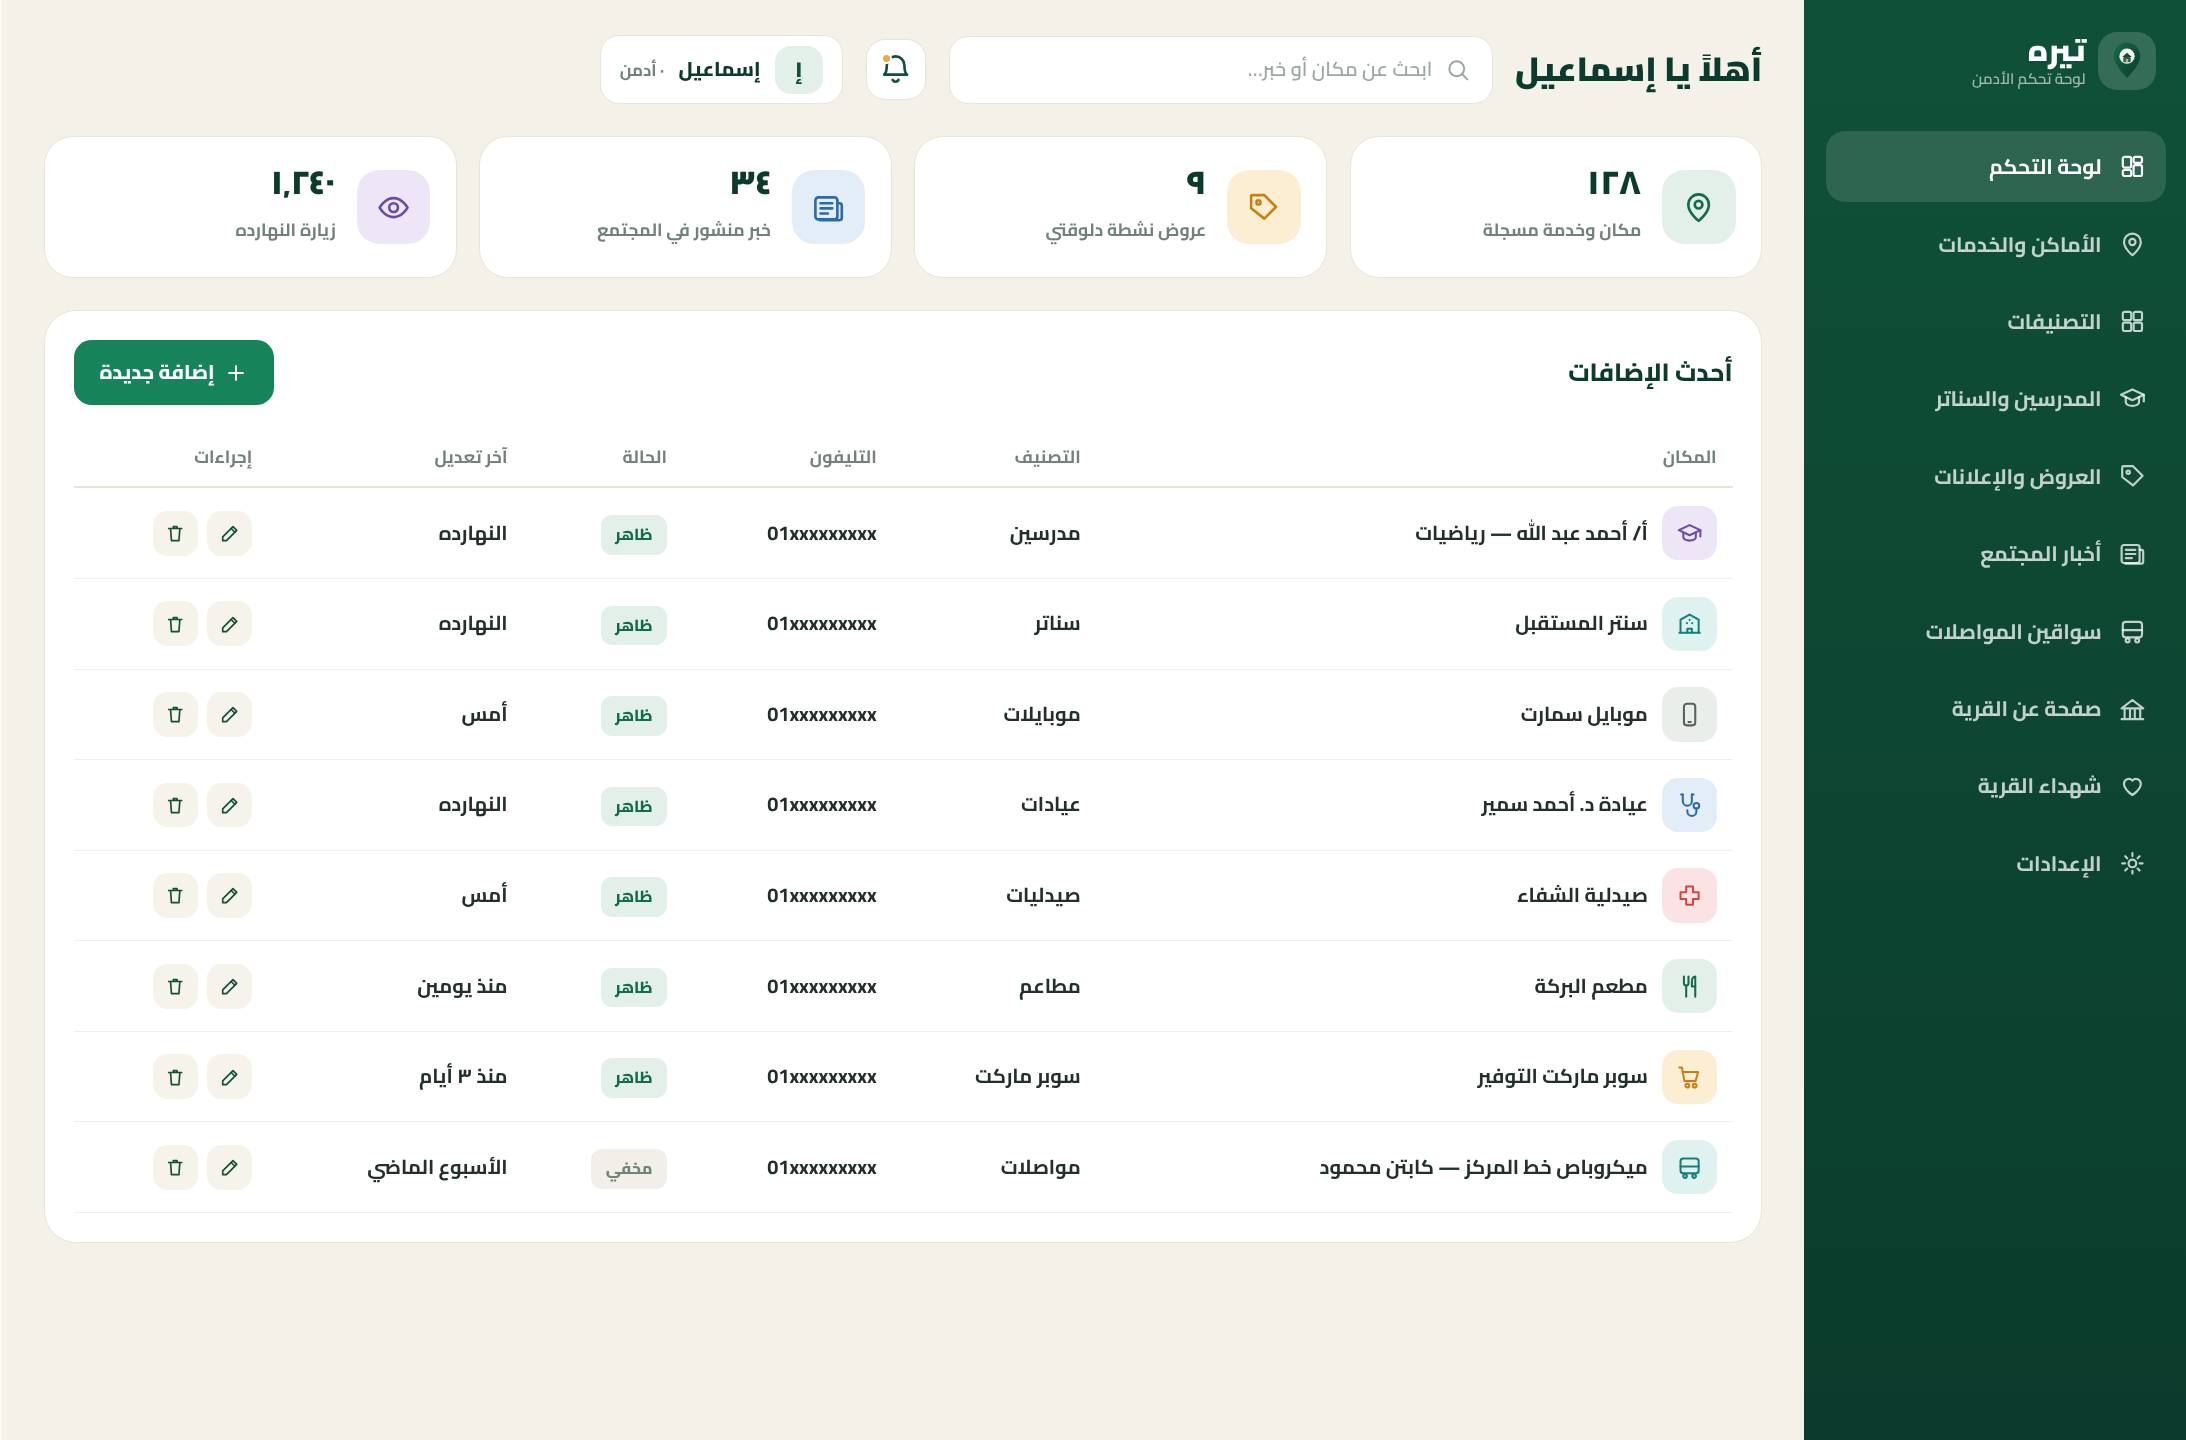 تيره
لوحة تحكم الأدمن
لوحة التحكم
الأماكن والخدمات
التصنيفات
المدرسين والسناتر
العروض والإعلانات
أخبار المجتمع
سواقين المواصلات
صفحة عن القرية
شهداء القرية
الإعدادات
أهلاً يا إسماعيل
ابحث عن مكان أو خبر...
إ
إسماعيل · أدمن
١٢٨
مكان وخدمة مسجلة
٩
عروض نشطة دلوقتي
٣٤
خبر منشور في المجتمع
١,٢٤٠
زيارة النهارده
أحدث الإضافات
إضافة جديدة
المكان التصنيف التليفون الحالة آخر تعديل إجراءات
أ/ أحمد عبد الله — رياضيات مدرسين 01xxxxxxxxx ظاهر النهارده
سنتر المستقبل سناتر 01xxxxxxxxx ظاهر النهارده
موبايل سمارت موبايلات 01xxxxxxxxx ظاهر أمس
عيادة د. أحمد سمير عيادات 01xxxxxxxxx ظاهر النهارده
صيدلية الشفاء صيدليات 01xxxxxxxxx ظاهر أمس
مطعم البركة مطاعم 01xxxxxxxxx ظاهر منذ يومين
سوبر ماركت التوفير سوبر ماركت 01xxxxxxxxx ظاهر منذ ٣ أيام
ميكروباص خط المركز — كابتن محمود مواصلات 01xxxxxxxxx مخفي الأسبوع الماضي